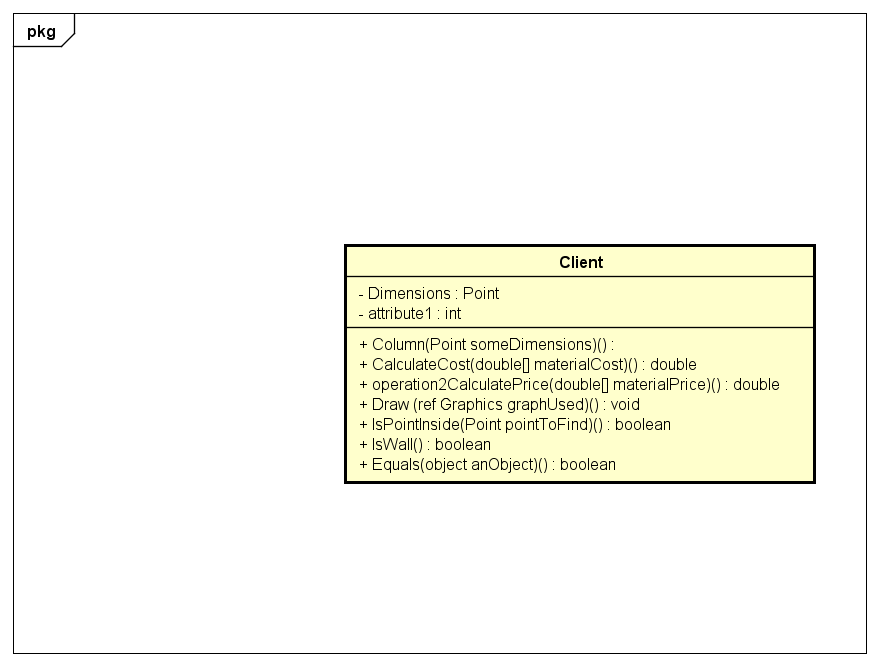 pkg
Client
- Dimensions : Point
- attribute1 : int
+ Column(Point someDimensions)() :
+ CalculateCost(double[] materialCost)() : double
+ operation2CalculatePrice(double[] materialPrice)() : double
+ Draw (ref Graphics graphUsed)() : void
+ IsPointInside(Point pointToFind)() : boolean
+ IsWall() : boolean
+ Equals(object anObject)() : boolean